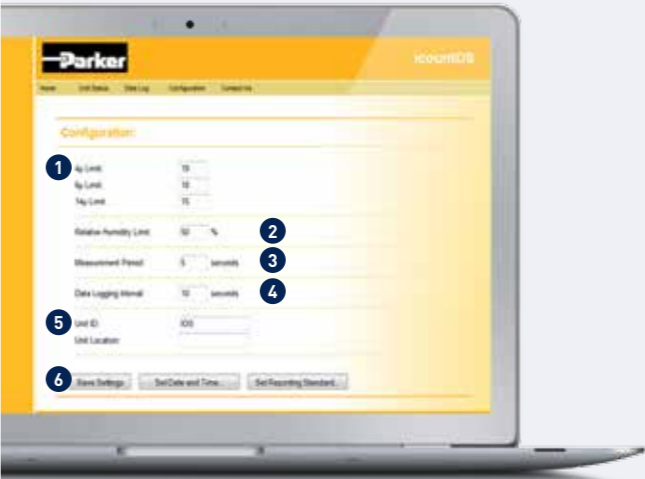 Parker
icountOS
Home Unit Status Data Log Configuration Contact Us
Configuration:
1 4μ Limit:
6μ Limit:
14μ Limit: 15
Relative Humidity Limit: 50 % 2
Measurement Period: 5 seconds 3
Data Logging Interval: 10 seconds 4
5 Unit ID: IOS
Unit Location:
6 Save Settings Set Date and Time... Set Reporting Standard...